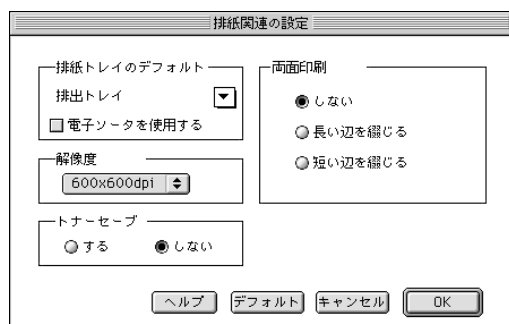 排紙関連の設定
排紙トレイのデフォルト
排出トレイ
電子ソータを使用する
解像度
600x600dpi
トナーセーブ
する しない
両面印刷
しない
長い辺を綴じる
短い辺を綴じる
ヘルプ デフォルト キャンセル OK